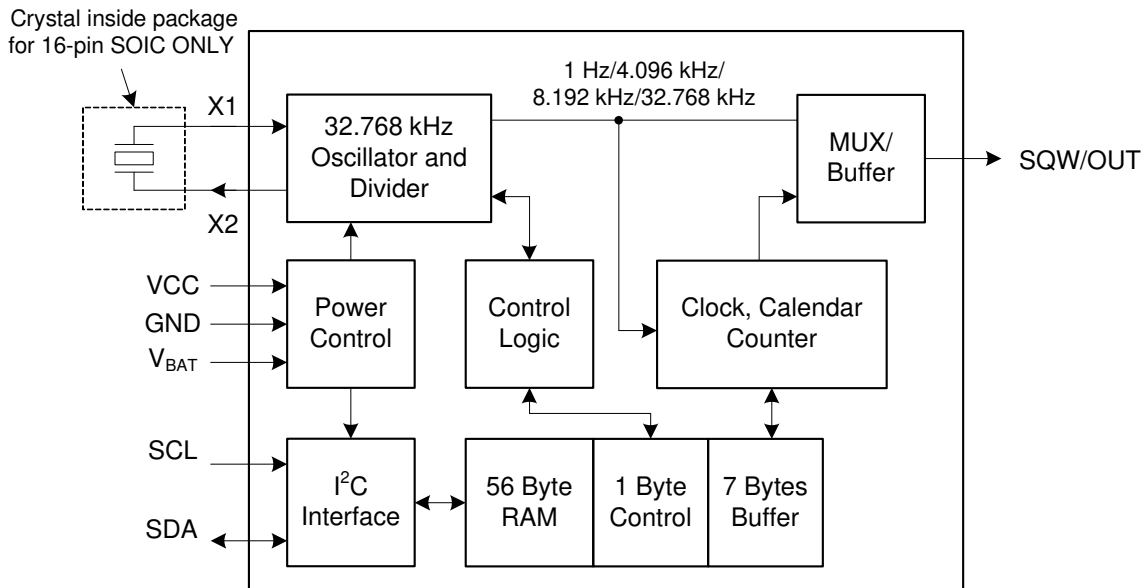 Crystal inside package
for 16-pin SOIC ONLY
X1
X2
32.768 kHz
Oscillator and
Divider
1 Hz/4.096 kHz/
8.192 kHz/32.768 kHz
MUX/
Buffer
SQW/OUT
VCC
GND
VBAT
Power
Control
Control
Logic
Clock, Calendar
Counter
SCL
SDA
I²C
Interface
56 Byte
RAM
1 Byte
Control
7 Bytes
Buffer